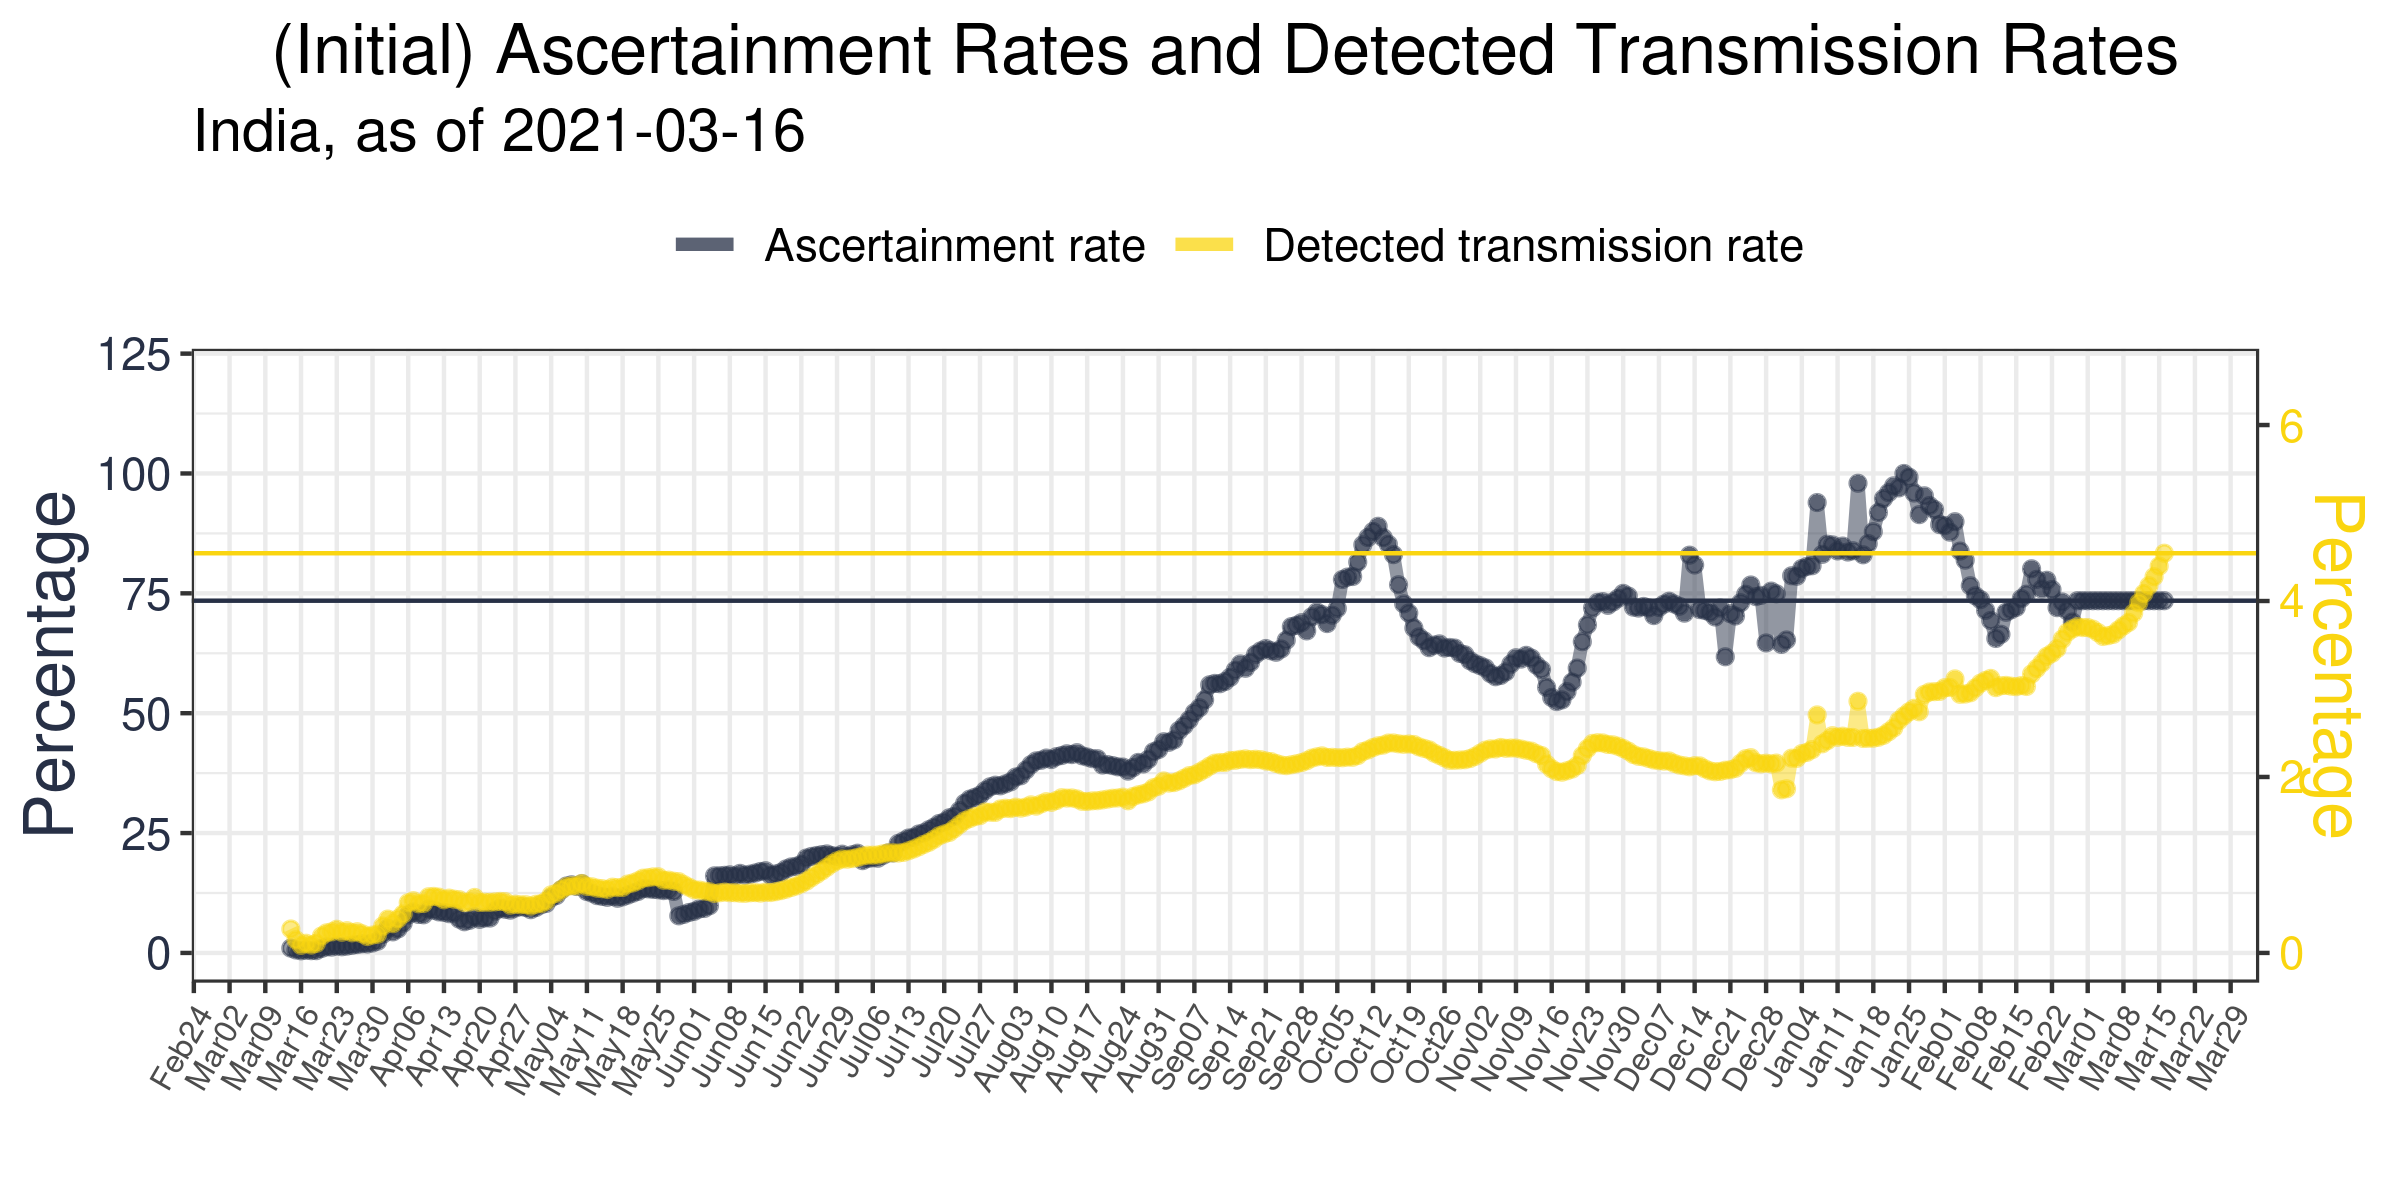 (Initial) Ascertainment Rates and Detected Transmission Rates
India, as of 2021-03-16
Ascertainment rate
Detected transmission rate
Percentage
125
100
75
50
25
0
6
4
2
0
Percentage
Feb24
Mar02
Mar09
Mar16
Mar23
Mar30
Apr06
Apr13
Apr20
Apr27
May04
May11
May18
May25
Jun01
Jun08
Jun15
Jun22
Jun29
Jul06
Jul13
Jul20
Jul27
Aug03
Aug10
Aug17
Aug24
Aug31
Sep07
Sep14
Sep21
Sep28
Oct05
Oct12
Oct19
Oct26
Nov02
Nov09
Nov16
Nov23
Nov30
Dec07
Dec14
Dec21
Dec28
Jan04
Jan11
Jan18
Jan25
Feb01
Feb08
Feb15
Feb22
Mar01
Mar08
Mar15
Mar22
Mar29